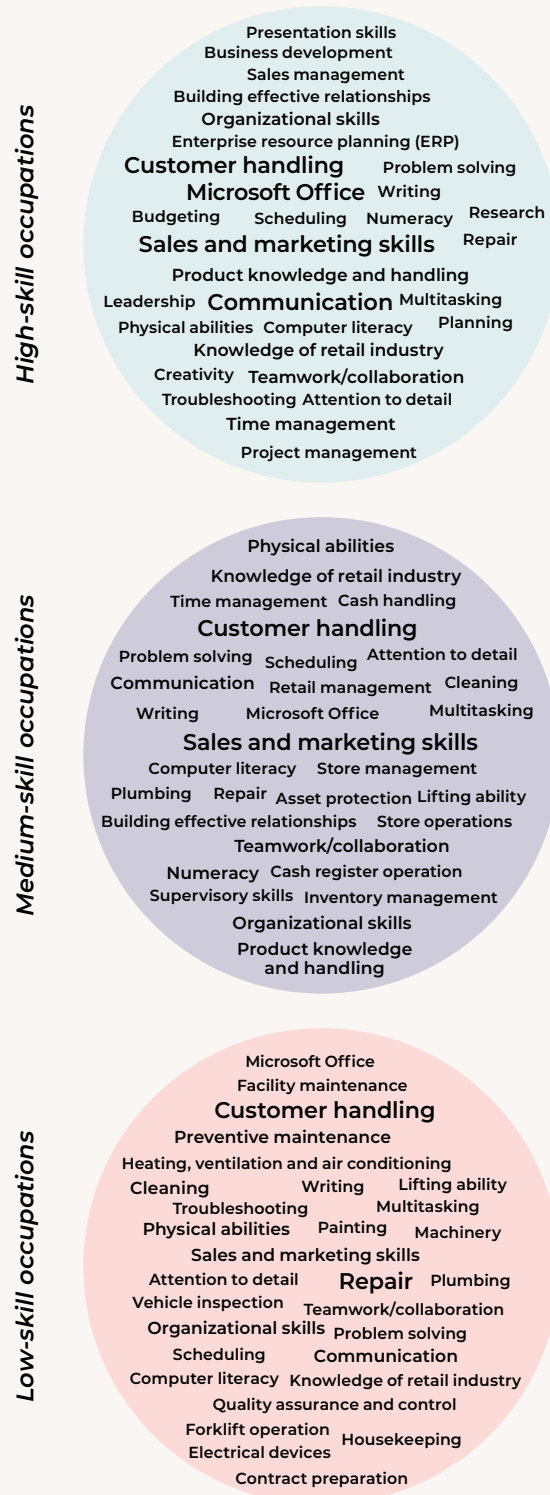 High-skill occupations
Presentation skills
Business development
Sales management
Building effective relationships
Organizational skills
Enterprise resource planning (ERP)
Customer handling Problem solving
Microsoft Office Writing
Budgeting Scheduling Numeracy Research
Sales and marketing skills Repair
Product knowledge and handling
Leadership Communication Multitasking
Physical abilities Computer literacy Planning
Knowledge of retail industry
Creativity Teamwork/collaboration
Troubleshooting Attention to detail
Time management
Project management
Medium-skill occupations
Physical abilities
Knowledge of retail industry
Time management Cash handling
Customer handling
Problem solving Scheduling Attention to detail
Communication Retail management Cleaning
Writing Microsoft Office Multitasking
Sales and marketing skills
Computer literacy Store management
Plumbing Repair Asset protection Lifting ability
Building effective relationships Store operations
Teamwork/collaboration
Numeracy Cash register operation
Supervisory skills Inventory management
Organizational skills
Product knowledge
and handling
Low-skill occupations
Microsoft Office
Facility maintenance
Customer handling
Preventive maintenance
Heating, ventilation and air conditioning
Cleaning Writing Lifting ability
Troubleshooting Multitasking
Physical abilities Painting Machinery
Sales and marketing skills
Attention to detail Repair Plumbing
Vehicle inspection Teamwork/collaboration
Organizational skills Problem solving
Scheduling Communication
Computer literacy Knowledge of retail industry
Quality assurance and control
Forklift operation Housekeeping
Electrical devices
Contract preparation